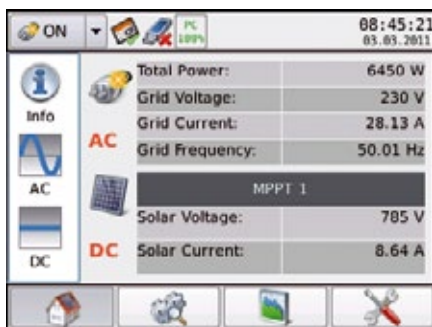 ON
PC
100%
08:45:21
03.03.2011
Info
AC
DC
AC
DC
Total Power: 6450 W
Grid Voltage: 230 V
Grid Current: 28.13 A
Grid Frequency: 50.01 Hz
MPPT 1
Solar Voltage: 785 V
Solar Current: 8.64 A